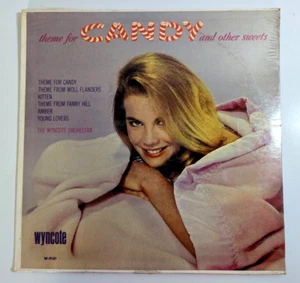 theme for CANDY and other sweets
THEME FOR CANDY
THEME FROM MOLL FLANDERS
KITTEN
THEME FROM FANNY HILL
AMBER
YOUNG LOVERS
THE WYNCOTE ORCHESTRA
wyncote